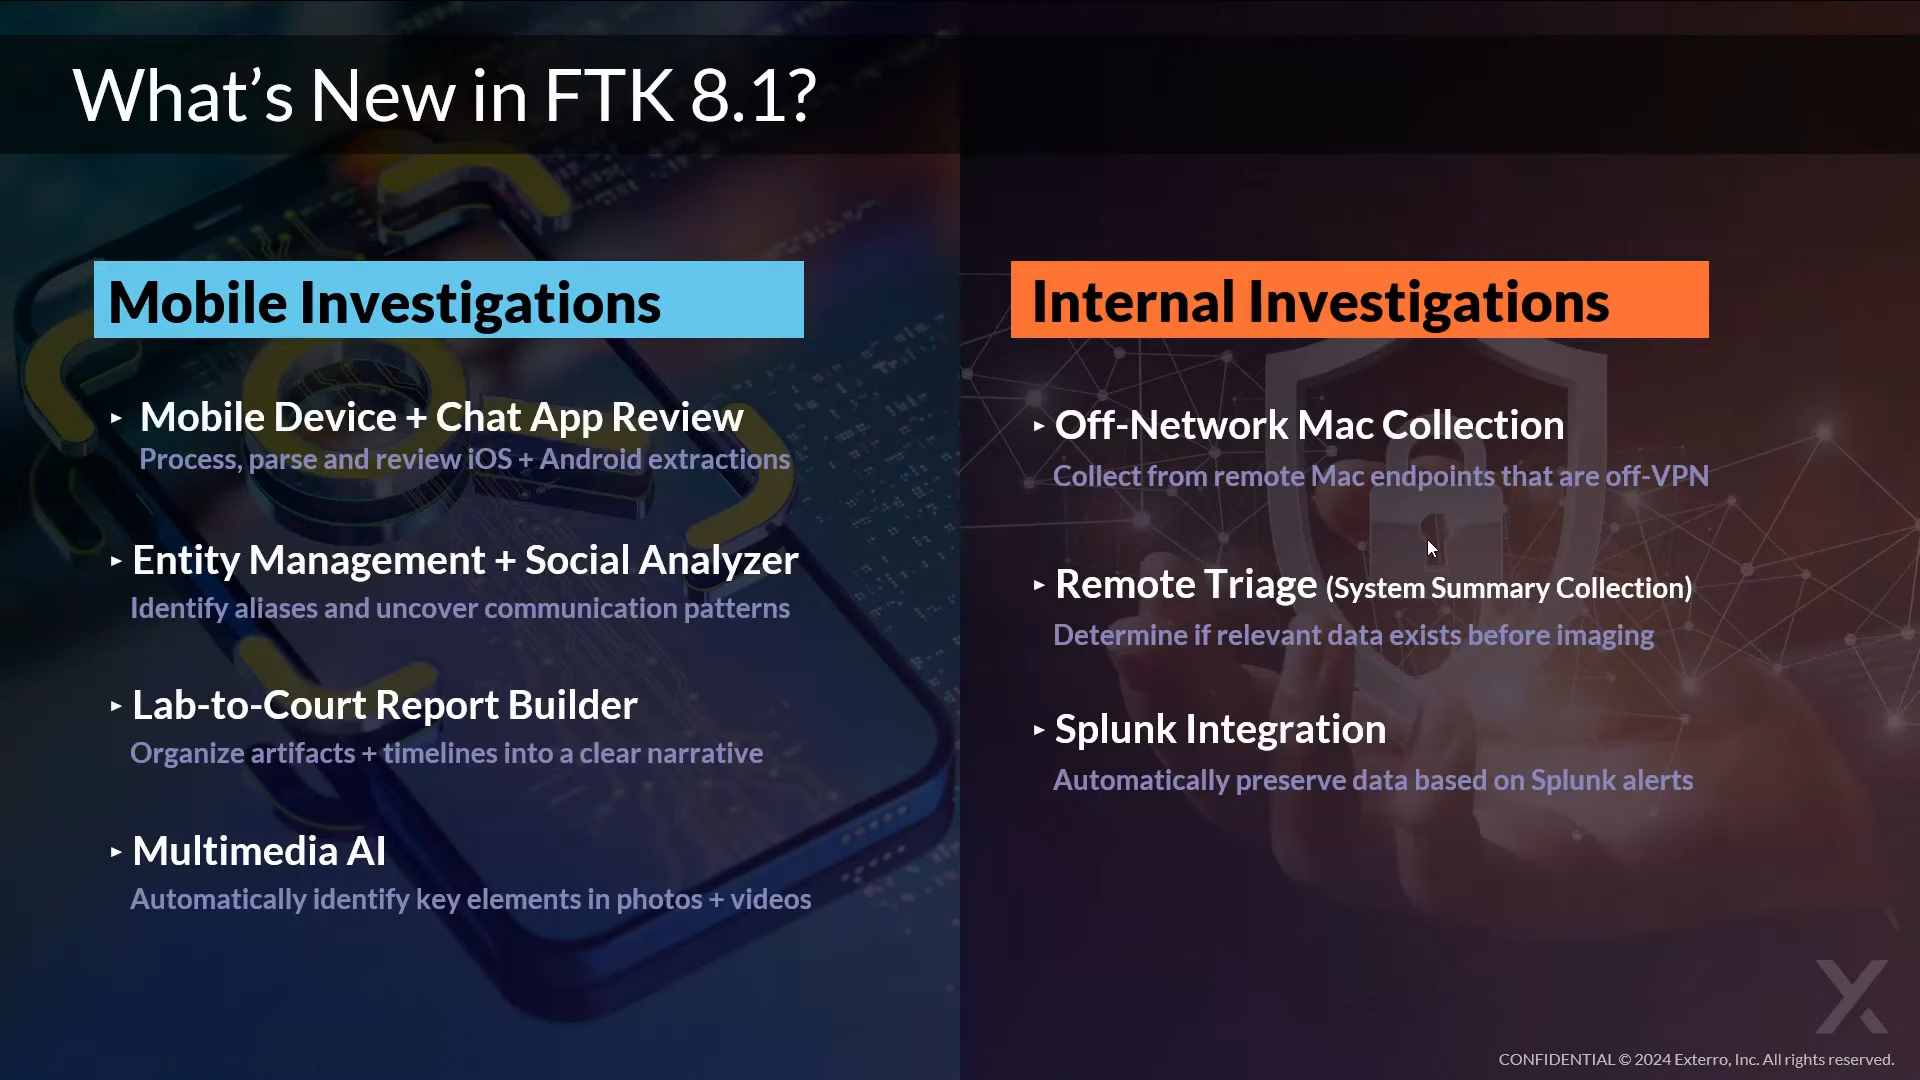 What’s New in FTK 8.1?
Mobile Investigations
▸ Mobile Device + Chat App Review
Process, parse and review iOS + Android extractions
▸ Entity Management + Social Analyzer
Identify aliases and uncover communication patterns
▸ Lab-to-Court Report Builder
Organize artifacts + timelines into a clear narrative
▸ Multimedia AI
Automatically identify key elements in photos + videos
Internal Investigations
▸ Off-Network Mac Collection
Collect from remote Mac endpoints that are off-VPN
▸ Remote Triage (System Summary Collection)
Determine if relevant data exists before imaging
▸ Splunk Integration
Automatically preserve data based on Splunk alerts
CONFIDENTIAL © 2024 Exterro, Inc. All rights reserved.